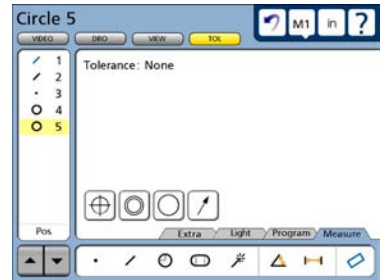 Circle 5
M1 in ?
VIDEO DRO VIEW TOL
1
2
3
4
5
Tolerance: None
Pos
Extra Light Program Measure